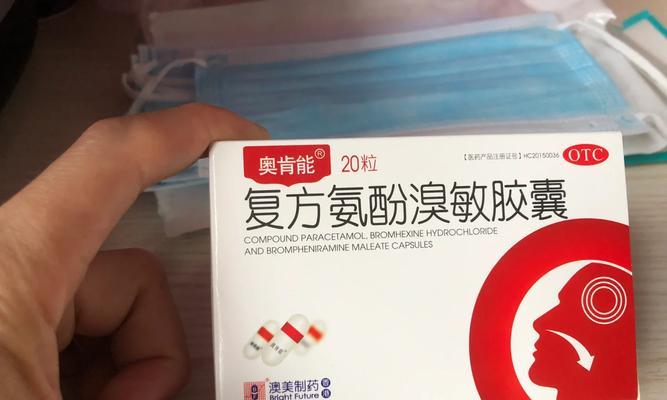 奥肯能® 20粒 【医药产品注册证号】HC20150036 OTC
复方氨酚溴敏胶囊
COMPOUND PARACETAMOL, BROMHEXINE HYDROCHLORIDE
AND BROMPHENIRAMINE MALEATE CAPSULES
澳美制药 香港
Bright Future